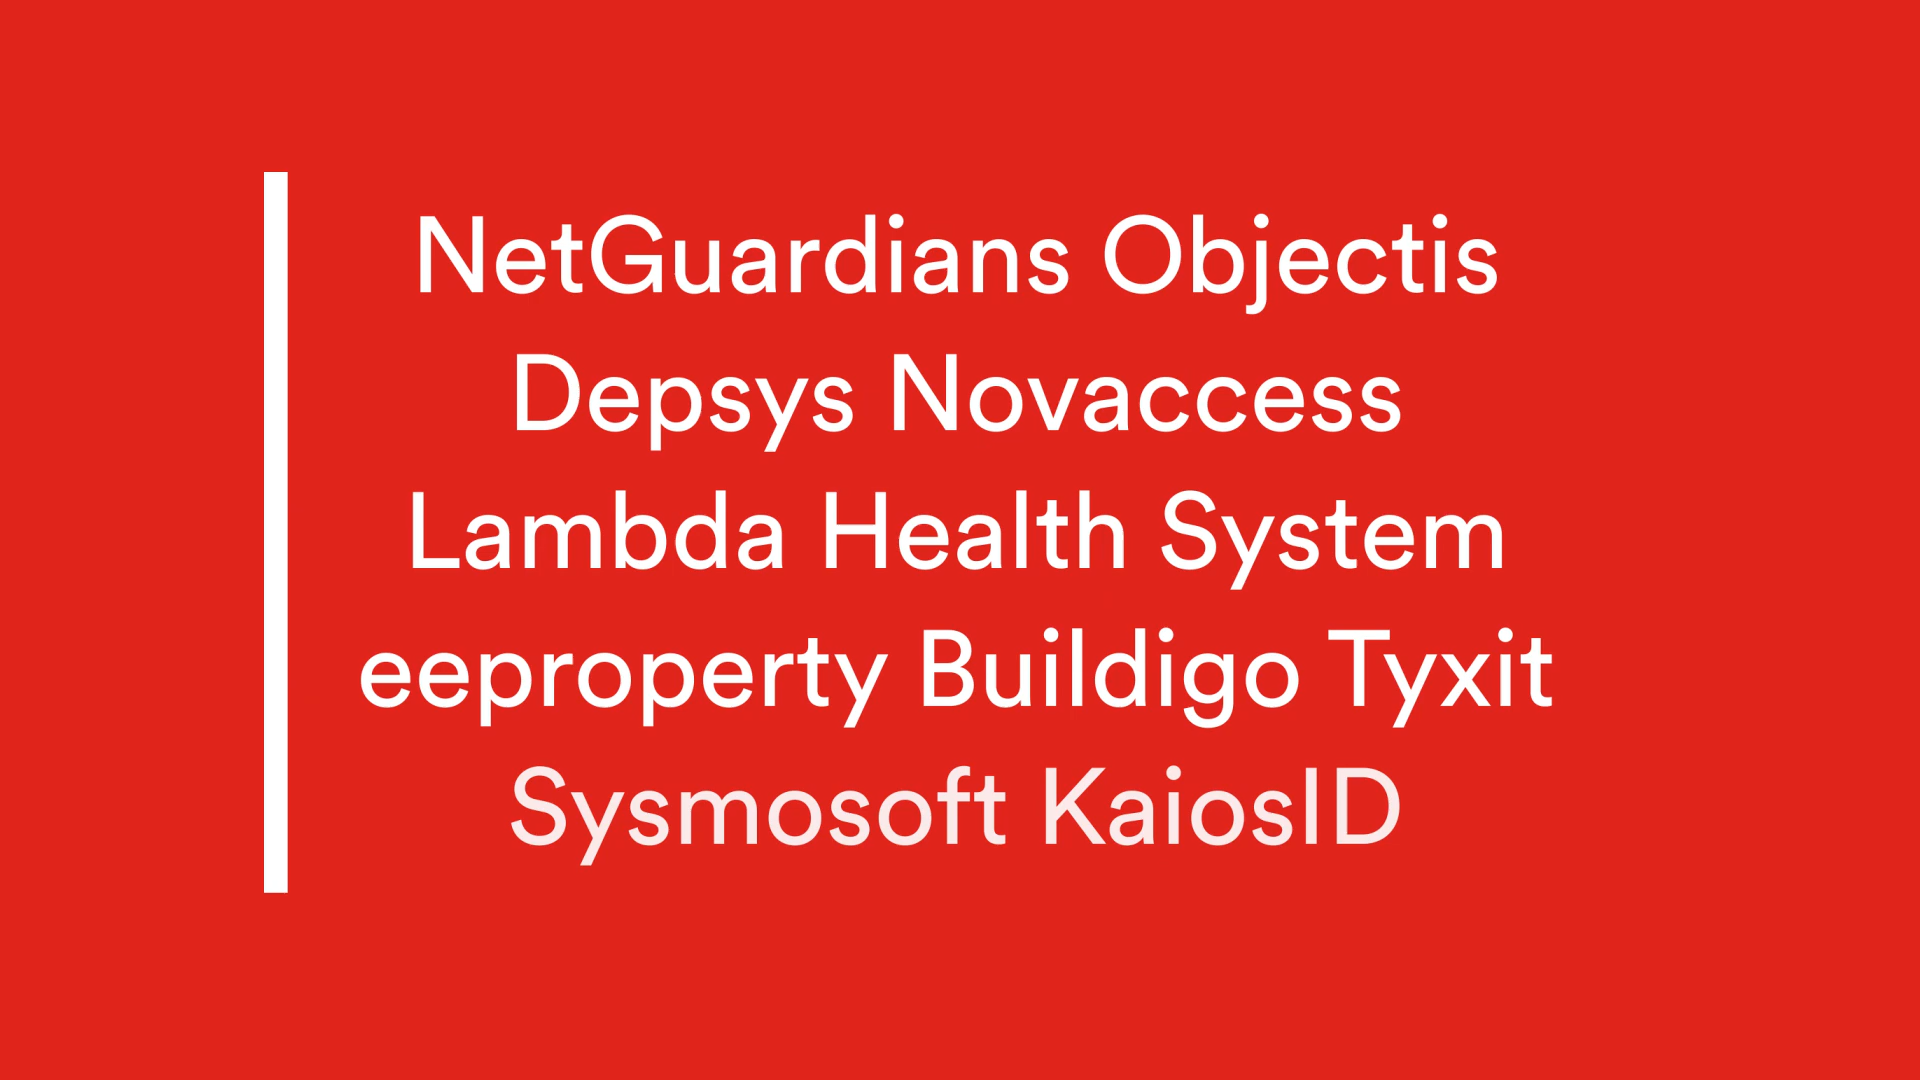 NetGuardians Objectis
Depsys Novaccess
Lambda Health System
eeproperty Buildigo Tyxit
Sysmosoft KaiosID